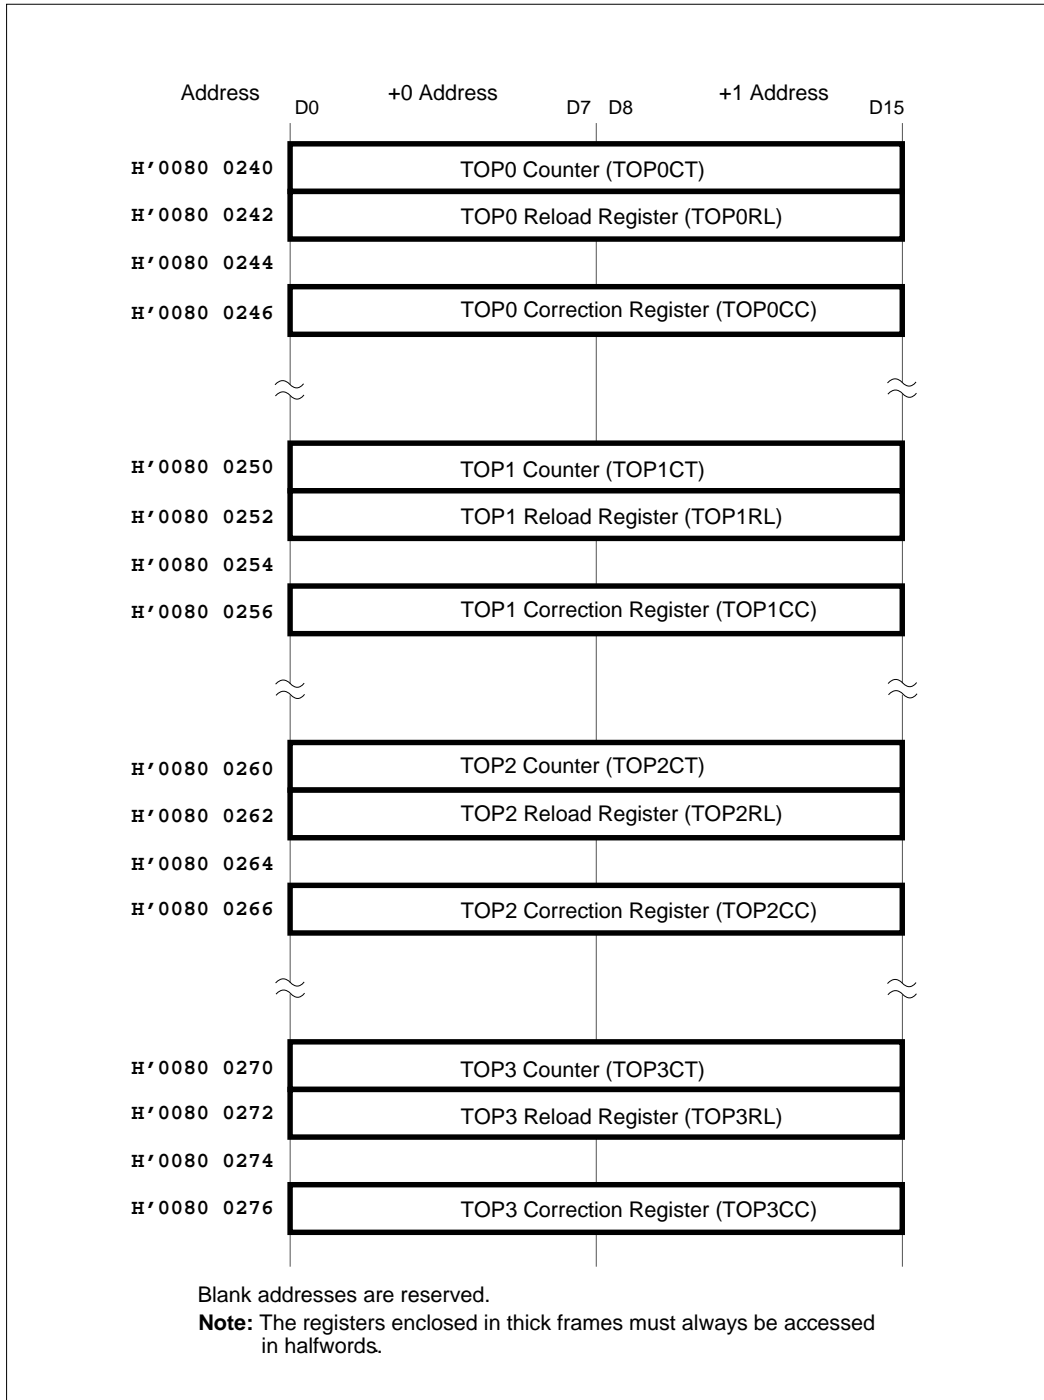 Address +0 Address +1 Address
D0 D7 D8 D15
H'0080 0240 TOP0 Counter (TOP0CT)
H'0080 0242 TOP0 Reload Register (TOP0RL)
H'0080 0244
H'0080 0246 TOP0 Correction Register (TOP0CC)
H'0080 0250 TOP1 Counter (TOP1CT)
H'0080 0252 TOP1 Reload Register (TOP1RL)
H'0080 0254
H'0080 0256 TOP1 Correction Register (TOP1CC)
H'0080 0260 TOP2 Counter (TOP2CT)
H'0080 0262 TOP2 Reload Register (TOP2RL)
H'0080 0264
H'0080 0266 TOP2 Correction Register (TOP2CC)
H'0080 0270 TOP3 Counter (TOP3CT)
H'0080 0272 TOP3 Reload Register (TOP3RL)
H'0080 0274
H'0080 0276 TOP3 Correction Register (TOP3CC)
Blank addresses are reserved.
Note: The registers enclosed in thick frames must always be accessed
in halfwords.